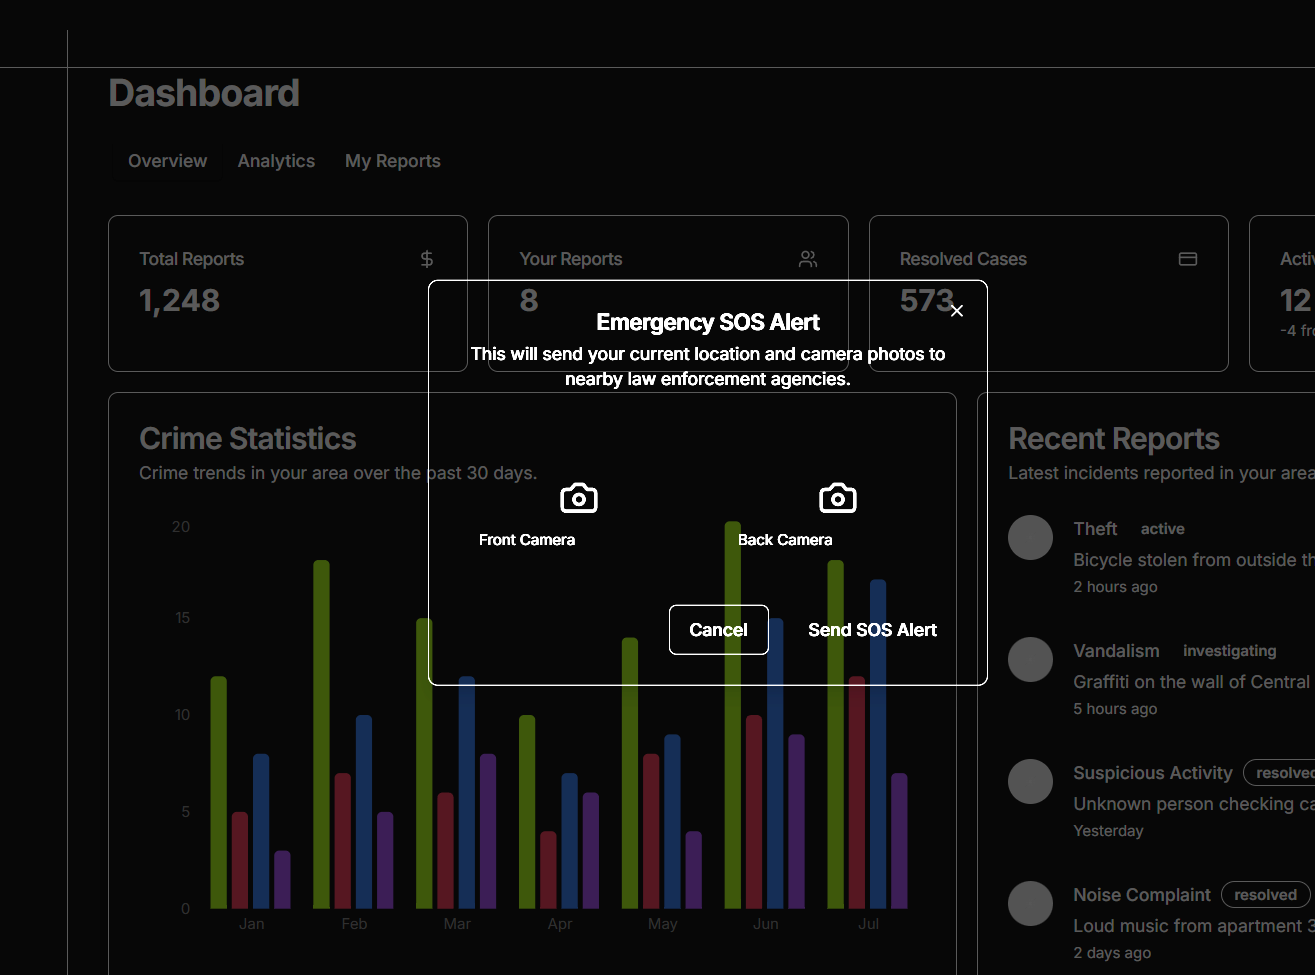 Dashboard
Overview Analytics My Reports
Total Reports
1,248
Your Reports
8
Resolved Cases
573
12
-4
Emergency SOS Alert
This will send your current location and camera photos to
nearby law enforcement agencies.
Front Camera
Back Camera
Cancel
Send SOS Alert
Crime Statistics
Crime trends in your area over the past 30 days.
20
15
10
5
0
Jan Feb Mar Apr May Jun Jul
Recent Reports
Latest incidents reported in your area
Theft active
Bicycle stolen from outside
2 hours ago
Vandalism investigating
Graffiti on the wall of Central
5 hours ago
Suspicious Activity resolved
Unknown person checking
Yesterday
Noise Complaint resolved
Loud music from apartment
2 days ago